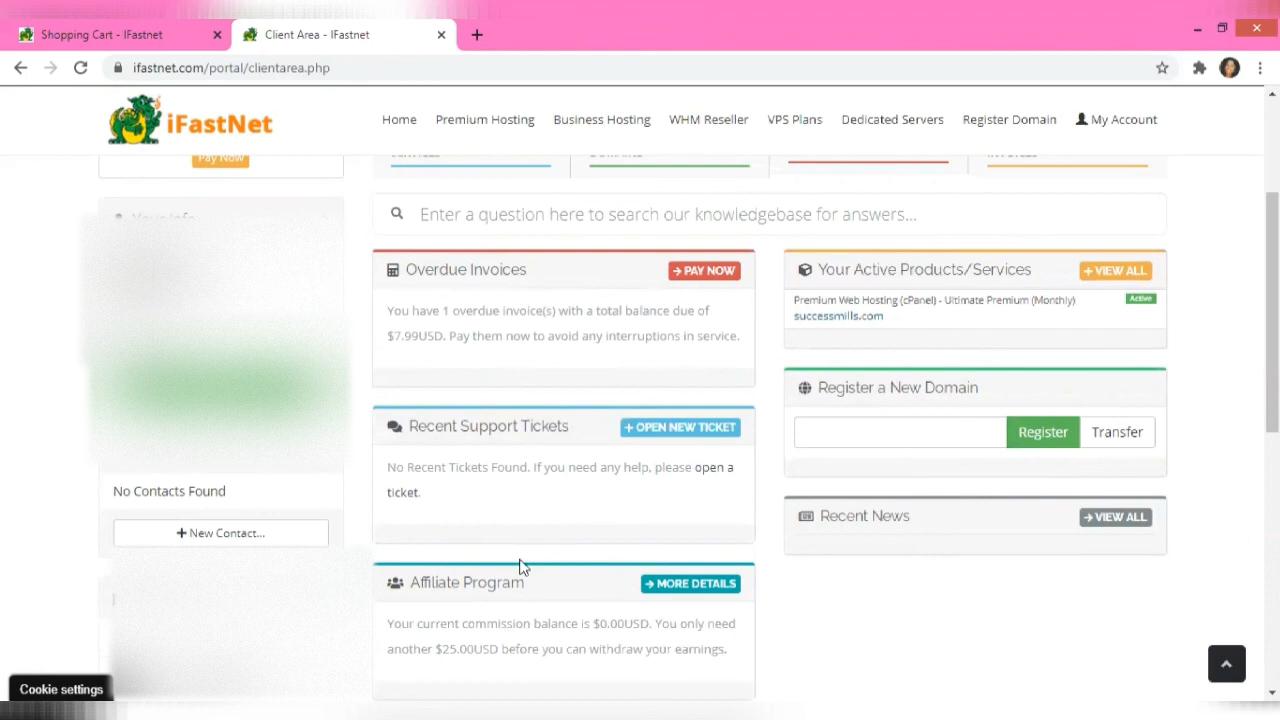 Shopping Cart - IFastnet
Client Area - IFastnet
ifastnet.com/portal/clientarea.php
iFastNet
Home
Premium Hosting
Business Hosting
WHM Reseller
VPS Plans
Dedicated Servers
Register Domain
My Account
Pay Now
Your Info
Enter a question here to search our knowledgebase for answers...
Overdue Invoices
PAY NOW
You have 1 overdue invoice(s) with a total balance due of
$7.99USD. Pay them now to avoid any interruptions in service.
Your Active Products/Services
+ VIEW ALL
Premium Web Hosting (cPanel) - Ultimate Premium (Monthly)
Active
successmills.com
Register a New Domain
Register
Transfer
Recent Support Tickets
+ OPEN NEW TICKET
No Recent Tickets Found. If you need any help, please open a
ticket.
Recent News
VIEW ALL
No Contacts Found
+ New Contact...
Affiliate Program
MORE DETAILS
Your current commission balance is $0.00USD. You only need
another $25.00USD before you can withdraw your earnings.
Cookie settings